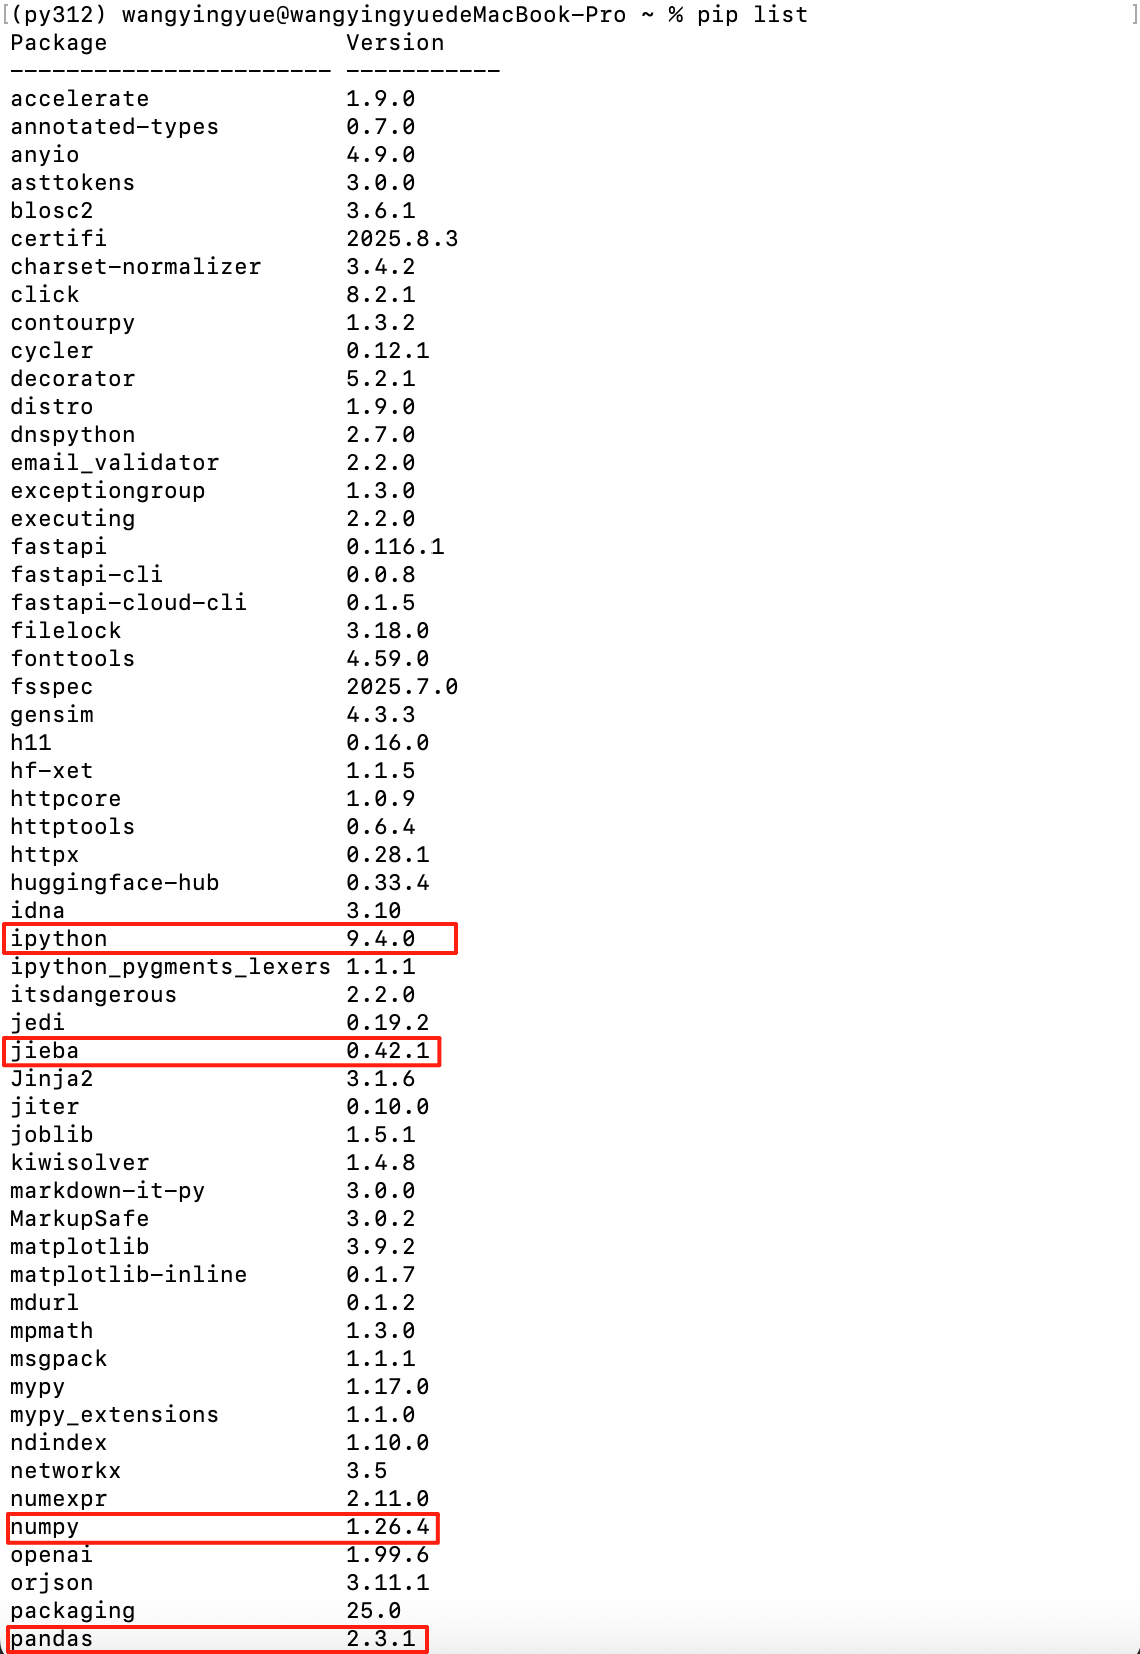 [(py312) wangyingyue@wangyingyuedeMacBook-Pro ~ % pip list ]
Package                 Version
----------------------- -----------
accelerate              1.9.0
annotated-types         0.7.0
anyio                   4.9.0
asttokens               3.0.0
blosc2                  3.6.1
certifi                 2025.8.3
charset-normalizer      3.4.2
click                   8.2.1
contourpy               1.3.2
cycler                  0.12.1
decorator               5.2.1
distro                  1.9.0
dnspython               2.7.0
email_validator         2.2.0
exceptiongroup          1.3.0
executing               2.2.0
fastapi                 0.116.1
fastapi-cli             0.0.8
fastapi-cloud-cli       0.1.5
filelock                3.18.0
fonttools               4.59.0
fsspec                  2025.7.0
gensim                  4.3.3
h11                     0.16.0
hf-xet                  1.1.5
httpcore                1.0.9
httptools               0.6.4
httpx                   0.28.1
huggingface-hub         0.33.4
idna                    3.10
ipython                 9.4.0
ipython_pygments_lexers 1.1.1
itsdangerous            2.2.0
jedi                    0.19.2
jieba                   0.42.1
Jinja2                  3.1.6
jiter                   0.10.0
joblib                  1.5.1
kiwisolver              1.4.8
markdown-it-py          3.0.0
MarkupSafe              3.0.2
matplotlib              3.9.2
matplotlib-inline       0.1.7
mdurl                   0.1.2
mpmath                  1.3.0
msgpack                 1.1.1
mypy                    1.17.0
mypy_extensions         1.1.0
ndindex                 1.10.0
networkx                3.5
numexpr                 2.11.0
numpy                   1.26.4
openai                  1.99.6
orjson                  3.11.1
packaging               25.0
pandas                  2.3.1